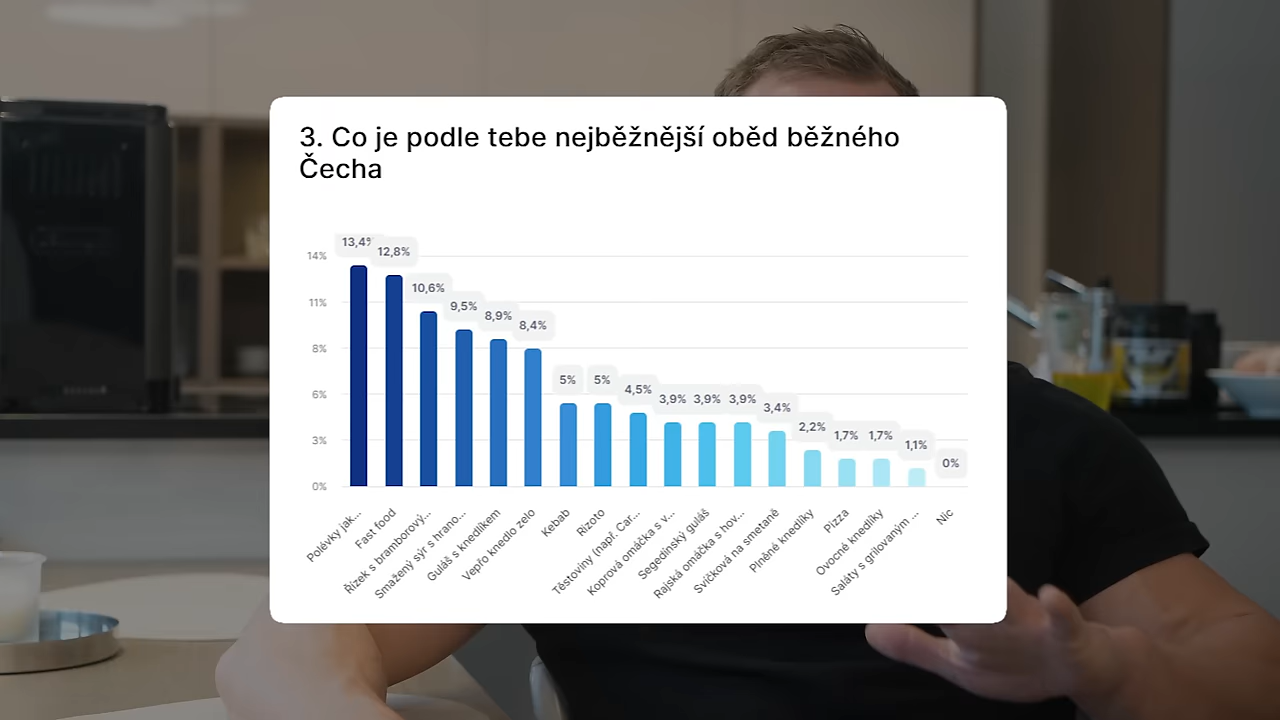 3. Co je podle tebe nejběžnější oběd běžného
Čecha
14%
11%
8%
6%
3%
0%
13,4%
12,8%
10,6%
9,5%
8,9%
8,4%
5%
5%
4,5%
3,9%
3,9%
3,9%
3,4%
2,2%
1,7%
1,7%
1,1%
0%
Polévky jak...
Fast food
Řízek s bramborový...
Smažený sýr s hrano...
Guláš s knedlíkem
Vepřo knedlo zelo
Kebab
Rizoto
Těstoviny (např. Car...
Koprová omáčka s v...
Segedínský guláš
Rajská omáčka s hov...
Svíčková na smetaně
Plněné knedlíky
Pizza
Ovocné knedlíky
Saláty s grilovaným ...
Nic